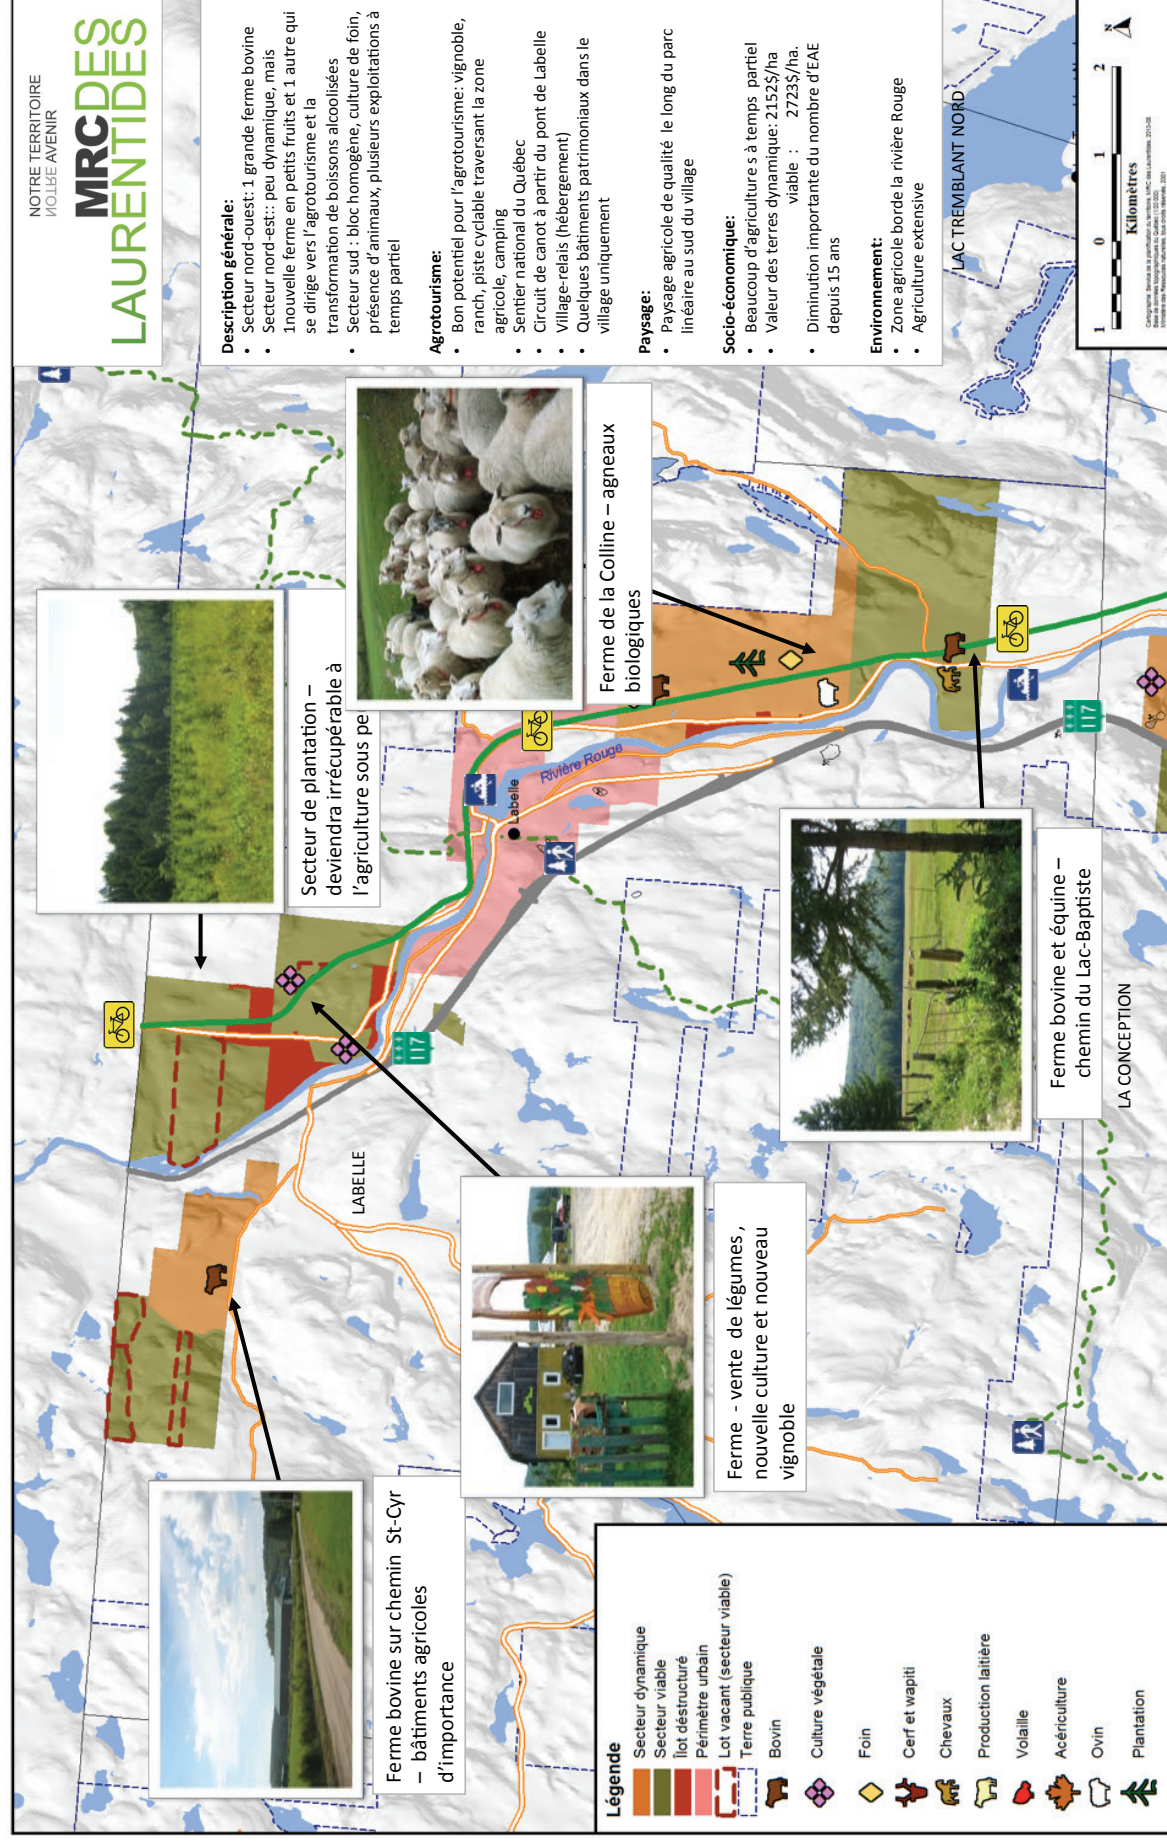 NOTRE TERRITOIRE
NOTRE AVENIR
MRCDES
LAURENTIDES
Description générale:
• Secteur nord-ouest: 1 grande ferme bovine
• Secteur nord-est:: peu dynamique, mais
1nouvelle ferme en petits fruits et 1 autre qui
se dirige vers l'agrotourisme et la
transformation de boissons alcoolisées
• Secteur sud : bloc homogène, culture de foin,
présence d'animaux, plusieurs exploitations à
temps partiel
Agrotourisme:
• Bon potentiel pour l'agrotourisme: vignoble,
ranch, piste cyclable traversant la zone
agricole, camping
• Sentier national du Québec
• Circuit de canot à partir du pont de Labelle
• Village-relais (hébergement)
• Quelques bâtiments patrimoniaux dans le
village uniquement
Paysage:
• Paysage agricole de qualité le long du parc
linéaire au sud du village
Socio-économique:
• Beaucoup d'agriculture s à temps partiel
• Valeur des terres dynamique: 2152$/ha
viable : 2723$/ha.
• Diminution importante du nombre d'EAE
depuis 15 ans
Environnement:
• Zone agricole borde la rivière Rouge
• Agriculture extensive
Secteur de plantation –
deviendra irrécupérable à
l'agriculture sous pe
Ferme de la Colline – agneaux
biologiques
Ferme bovine sur chemin St-Cyr
– bâtiments agricoles
d'importance
Ferme - vente de légumes ,
nouvelle culture et nouveau
vignoble
Ferme bovine et équine –
chemin du Lac-Baptiste
LABELLE
Labelle
Rivière Rouge
117
117
LA CONCEPTION
LAC TREMBLANT NORD
Légende
Secteur dynamique
Secteur viable
Îlot déstructuré
Périmètre urbain
Lot vacant (secteur viable)
Terre publique
Bovin
Culture végétale
Foin
Cerf et wapiti
Chevaux
Production laitière
Volaille
Acériculture
Ovin
Plantation
1 0 1 2
Kilomètres
N